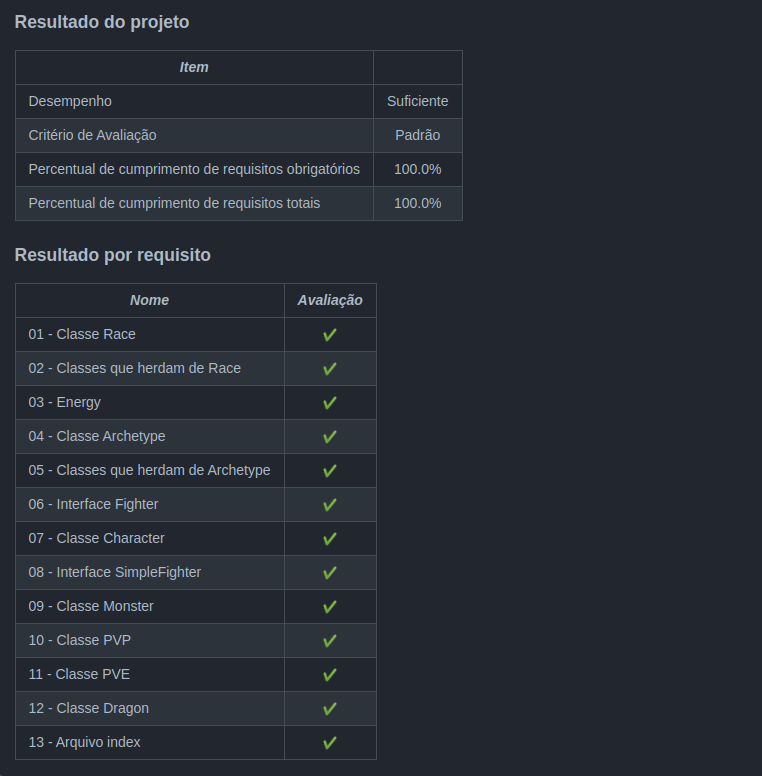 Resultado do projeto
Item
Desempenho Suficiente
Critério de Avaliação Padrão
Percentual de cumprimento de requisitos obrigatórios 100.0%
Percentual de cumprimento de requisitos totais 100.0%
Resultado por requisito
Nome Avaliação
01 - Classe Race ✔
02 - Classes que herdam de Race ✔
03 - Energy ✔
04 - Classe Archetype ✔
05 - Classes que herdam de Archetype ✔
06 - Interface Fighter ✔
07 - Classe Character ✔
08 - Interface SimpleFighter ✔
09 - Classe Monster ✔
10 - Classe PVP ✔
11 - Classe PVE ✔
12 - Classe Dragon ✔
13 - Arquivo index ✔